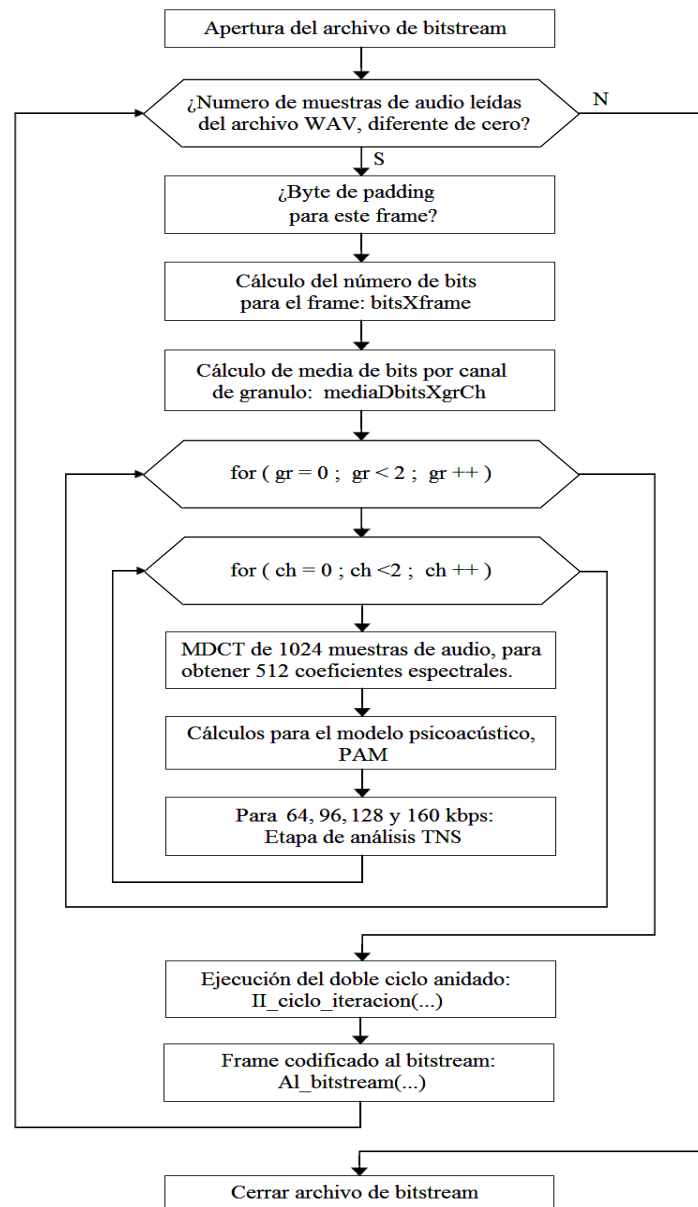 Apertura del archivo de bitstream
¿Numero de muestras de audio leídas
del archivo WAV, diferente de cero?
N
S
¿Byte de padding
para este frame?
Cálculo del número de bits
para el frame: bitsXframe
Cálculo de media de bits por canal
de granulo: mediaDbitsXgrCh
for ( gr = 0 ; gr < 2 ; gr ++ )
for ( ch = 0 ; ch <2 ; ch ++ )
MDCT de 1024 muestras de audio, para
obtener 512 coeficientes espectrales.
Cálculos para el modelo psicoacústico,
PAM
Para 64, 96, 128 y 160 kbps:
Etapa de análisis TNS
Ejecución del doble ciclo anidado:
II_ciclo_iteracion(...)
Frame codificado al bitstream:
Al_bitstream(...)
Cerrar archivo de bitstream